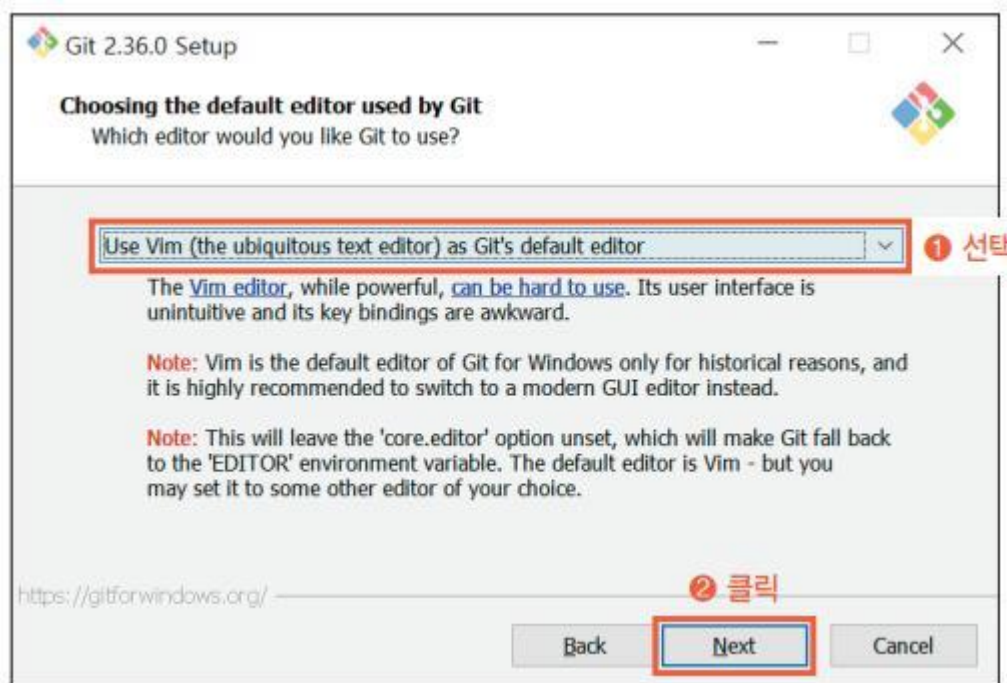 Git 2.36.0 Setup
Choosing the default editor used by Git
Which editor would you like Git to use?
Use Vim (the ubiquitous text editor) as Git's default editor
❶ 선택
The Vim editor, while powerful, can be hard to use. Its user interface is
unintuitive and its key bindings are awkward.
Note: Vim is the default editor of Git for Windows only for historical reasons, and
it is highly recommended to switch to a modern GUI editor instead.
Note: This will leave the 'core.editor' option unset, which will make Git fall back
to the 'EDITOR' environment variable. The default editor is Vim - but you
may set it to some other editor of your choice.
https://gitforwindows.org/
❷ 클릭
Back
Next
Cancel